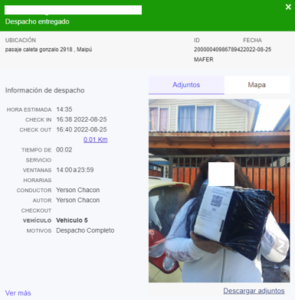 Despacho entregado
UBICACIÓN
pasaje caleta gonzalo 2918 , Maipú
ID FECHA
20000040986789422022-08-25
MAFER
Información de despacho
Adjuntos Mapa
HORA ESTIMADA 14:35
CHECK IN 16:38 2022-08-25
CHECK OUT 16:40 2022-08-25
0.01 Km
TIEMPO DE SERVICIO 00:02
VENTANAS HORARIAS 14:00 a 23:59
CONDUCTOR Yerson Chacon
AUTOR CHECKOUT Yerson Chacon
VEHÍCULO Vehiculo 5
MOTIVOS Despacho Completo
Ver más
Descargar adjuntos